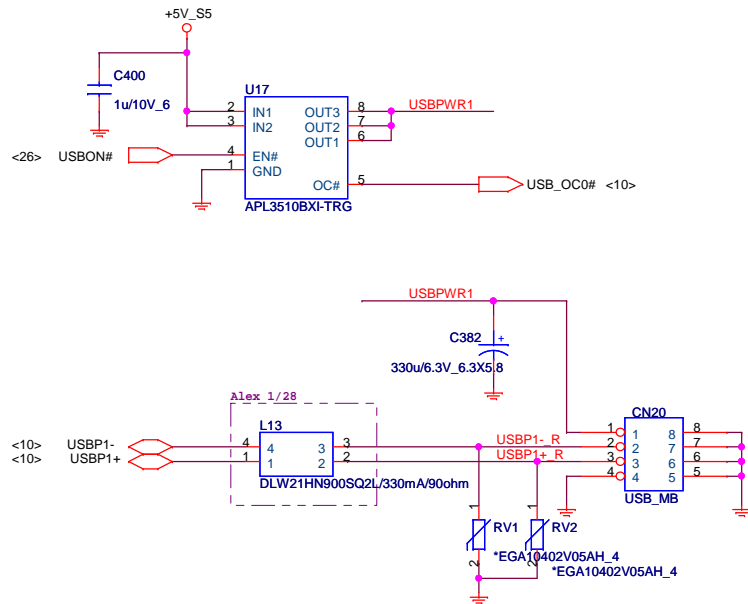 +5V_S5
C400
1u/10V_6
U17
2 IN1 OUT3 8 USBPWR1
3 IN2 OUT2 7
OUT1 6
<26> USBON# 4 EN#
1 GND
OC# 5 USB_OC0# <10>
APL3510BXI-TRG
USBPWR1
C382 +
330u/6.3V_6.3X5.8
Alex 1/28
L13
CN20
1 1 8 8
<10> USBP1- 4 4 3 3 USBP1-_R 2 2 7 7
<10> USBP1+ 1 1 2 2 USBP1+_R 3 3 6 6
4 4 5 5
DLW21HN900SQ2L/330mA/90ohm
USB_MB
1 RV1 2
1 RV2 2
*EGA10402V05AH_4
*EGA10402V05AH_4